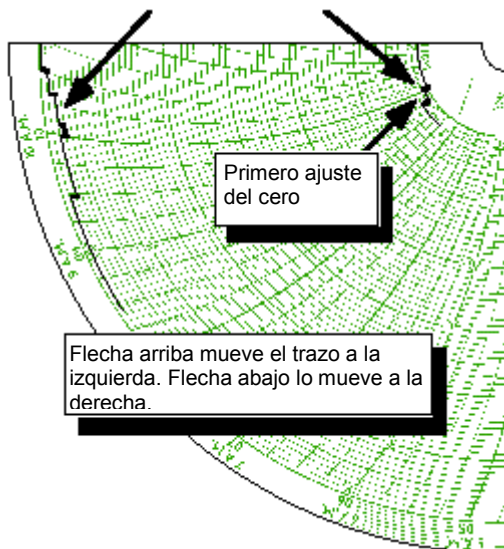 Primero ajuste
del cero
Flecha arriba mueve el trazo a la
izquierda. Flecha abajo lo mueve a la
derecha.